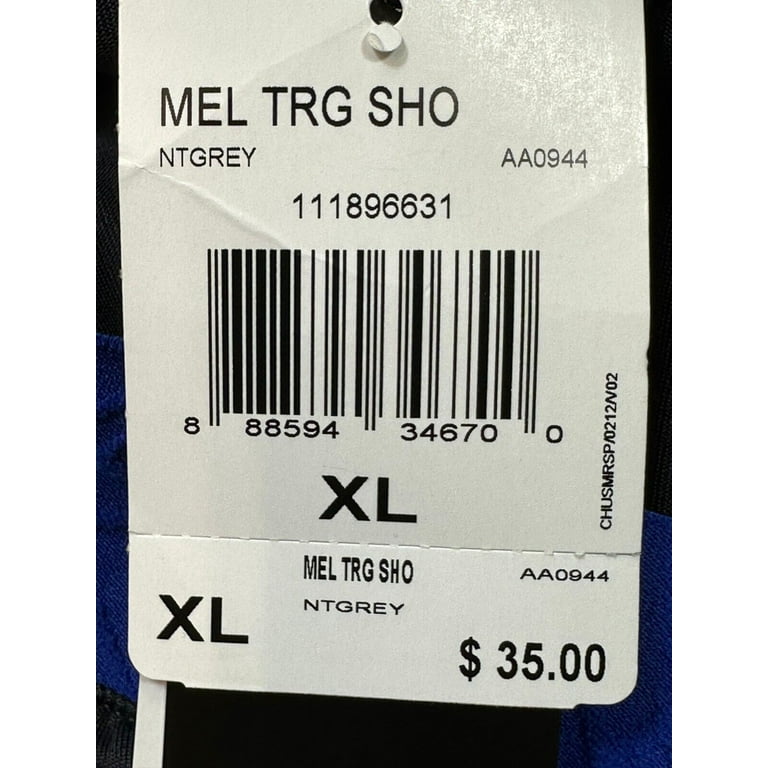 MEL TRG SHO
NTGREY AA0944
111896631
8 88594 34670 0
XL
CHUSMRSP/0212/V02
MEL TRG SHO AA0944
XL NTGREY
$ 35.00